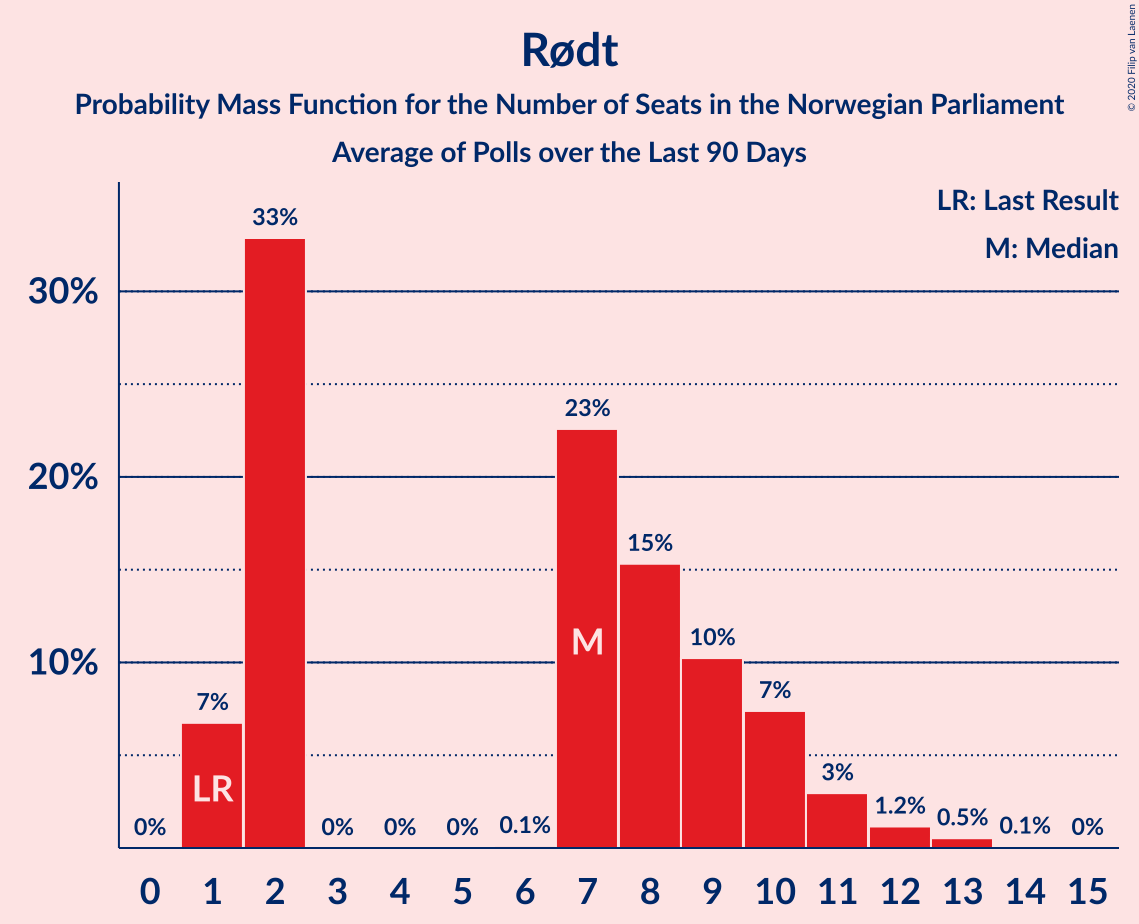 Rødt
Probability Mass Function for the Number of Seats in the Norwegian Parliament
Average of Polls over the Last 90 Days
© 2020 Filip van Laenen
LR: Last Result
M: Median
30%
20%
10%
0%
7%
33%
0%
0%
0%
0.1%
23%
15%
10%
7%
3%
1.2%
0.5%
0.1%
0%
LR
M
0 1 2 3 4 5 6 7 8 9 10 11 12 13 14 15